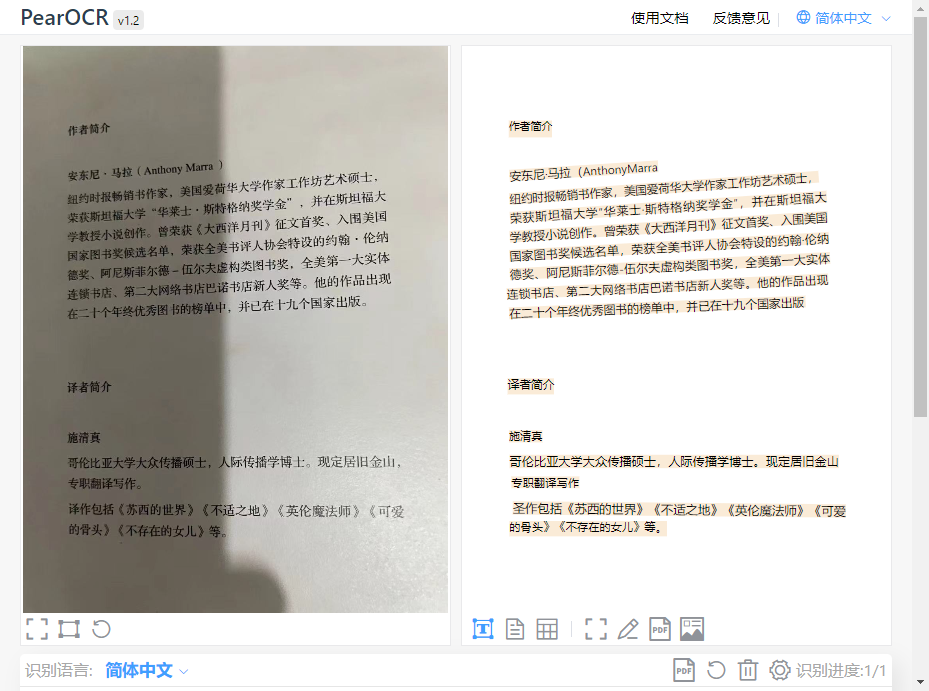 PearOCR v1.2
使用文档 反馈意见 简体中文
作者简介
安东尼·马拉（Anthony Marra ）
纽约时报畅销书作家，美国爱荷华大学作家工作坊艺术硕士，
荣获斯坦福大学“华莱士·斯特格纳奖学金”，并在斯坦福大
学教授小说创作。曾荣获《大西洋月刊》征文首奖、入围美国
国家图书奖候选名单，荣获全美书评人协会特设的约翰·伦纳
德奖、阿尼斯菲尔德–伍尔夫虚构类图书奖，全美第一大实体
连锁书店、第二大网络书店巴诺书店新人奖等。他的作品出现
在二十个年终优秀图书的榜单中，并已在十九个国家出版。
译者简介
施清真
哥伦比亚大学大众传播硕士，人际传播学博士。现定居旧金山，
专职翻译写作。
译作包括《苏西的世界》《不适之地》《英伦魔法师》《可爱
的骨头》《不存在的女儿》等。
作者简介
安东尼·马拉（AnthonyMarra
纽约时报畅销书作家，美国爱荷华大学作家工作坊艺术硕士，
荣获斯坦福大学“华莱士·斯特格纳奖学金”，并在斯坦福大
学教授小说创作。曾荣获《大西洋月刊》征文首奖、入围美国
国家图书奖候选名单，荣获全美书评人协会特设的约翰·伦纳
德奖、阿尼斯菲尔德-伍尔夫虚构类图书奖，全美第一大实体
连锁书店、第二大网络书店巴诺书店新人奖等。他的作品出现
在二十个年终优秀图书的榜单中，并已在十九个国家出版
译者简介
施清真
哥伦比亚大学大众传播硕士，人际传播学博士。现定居旧金山
专职翻译写作
圣作包括《苏西的世界》《不适之地》《英伦魔法师》《可爱
的骨头》《不存在的女儿》等。
PDF
识别语言: 简体中文 PDF 识别进度:1/1